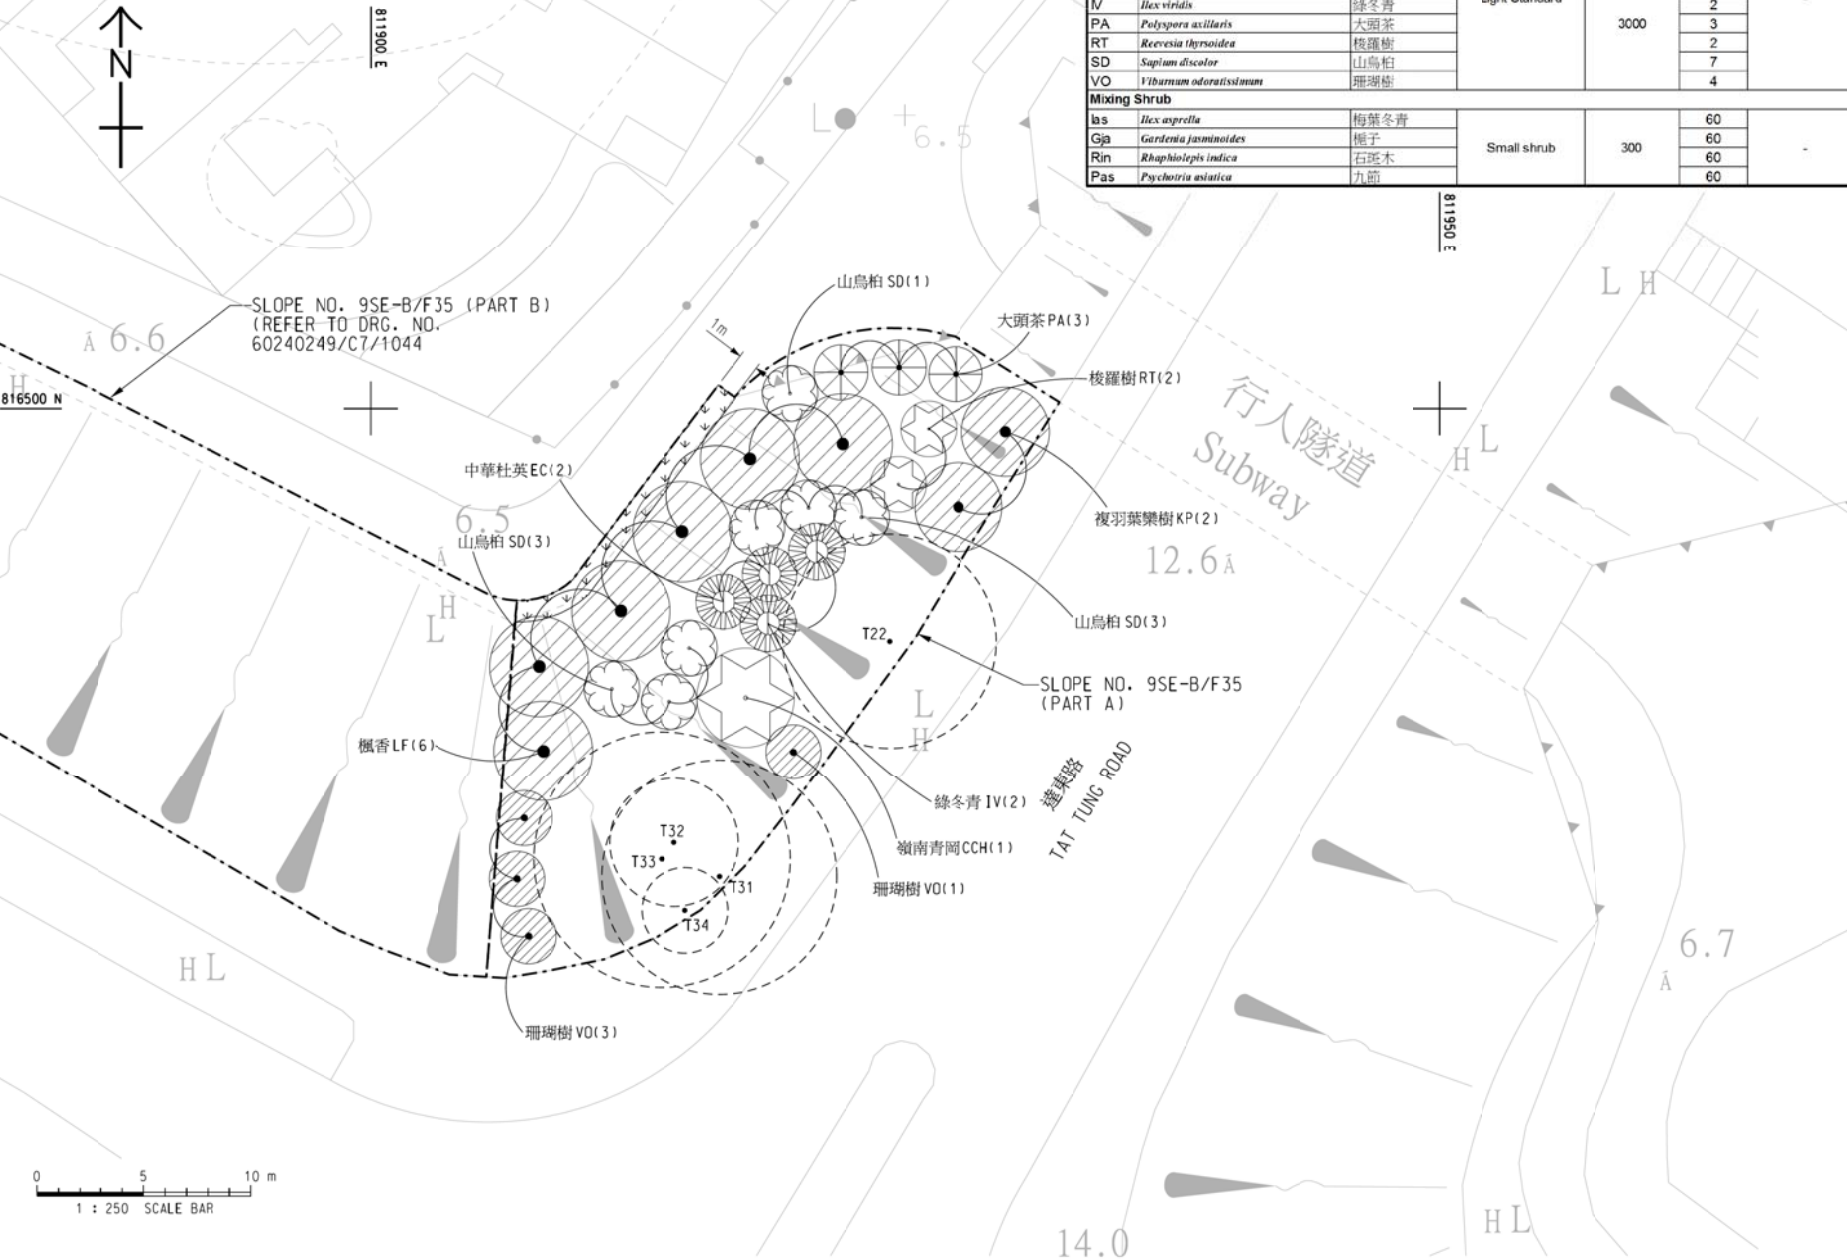 N
811900 E
IV Ilex viridis 綠冬青 Light Standard 2
PA Polyspora axillaris 大頭茶 3000 3
RT Reevesia thyrsoidea 梭羅樹 2
SD Sapium discolor 山烏桕 7
VO Viburnum odoratissimum 珊瑚樹 4
Mixing Shrub
Ias Ilex asprella 梅葉冬青 60
Gja Gardenia jasminoides 梔子 60
Small shrub 300 -
Rin Rhaphiolepis indica 石斑木 60
Pas Psychotria asiatica 九節 60
L
6.5
811950 E
L H
山烏桕 SD(1)
SLOPE NO. 9SE-B/F35 (PART B)
(REFER TO DRG. NO.
60240249/C7/1044
6.6
大頭茶 PA(3)
1m
梭羅樹 RT(2)
H
816500 N
行人隧道
Subway
H L
中華杜英 EC(2)
6.5
山烏桕 SD(3)
複羽葉欒樹 KP(2)
12.6
H
L
山烏桕 SD(3)
T22
SLOPE NO. 9SE-B/F35
(PART A)
L
H
楓香 LF(6)
達東路
TAT TUNG ROAD
綠冬青 IV(2)
T32
T33
嶺南青岡 CCH(1)
T31
珊瑚樹 VO(1)
T34
6.7
H L
珊瑚樹 VO(3)
0 5 10 m
1 : 250 SCALE BAR
H L
14.0